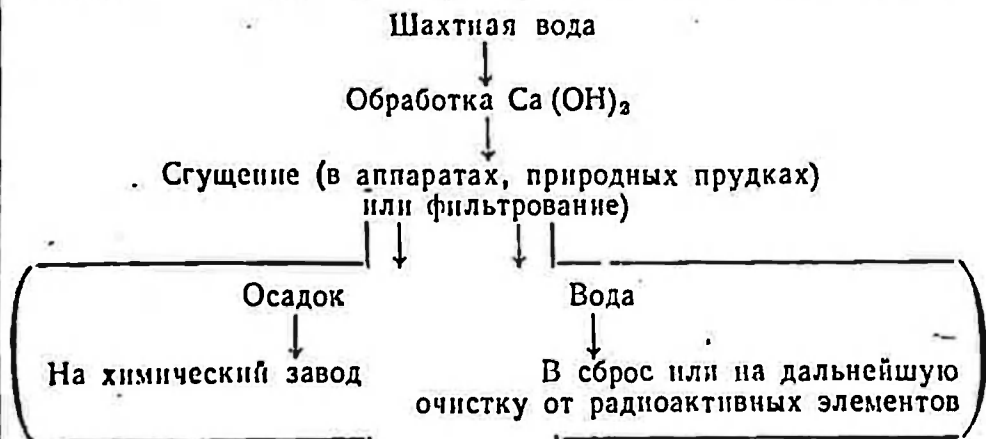 Шахтная вода
Обработка Ca(OH)₂
Сгущение (в аппаратах, природных прудках)
или фильтрование)
Осадок
Вода
На химический завод
В сброс или на дальнейшую
очистку от радиоактивных элементов